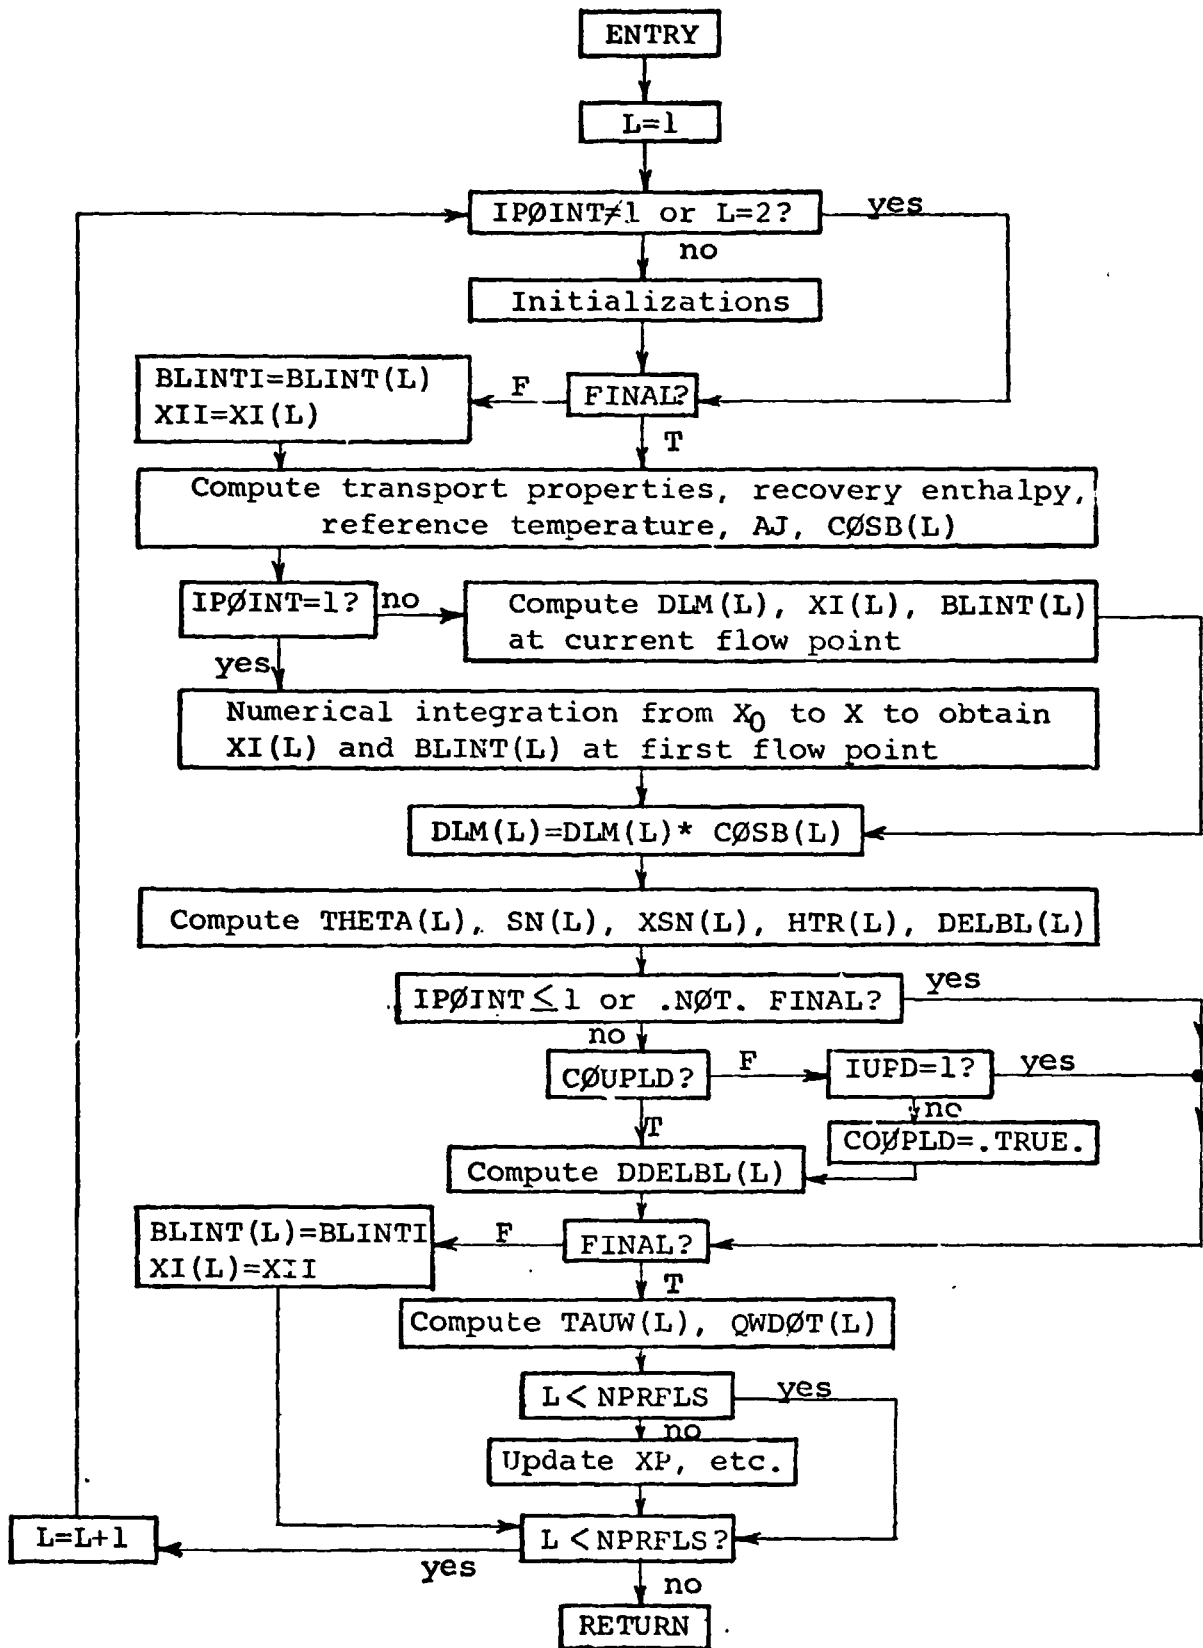 ENTRY
L=1
IPØINT≠1 or L=2?
yes
no
Initializations
BLINTI=BLINT(L)
XII=XI(L)
F
FINAL?
T
Compute transport properties, recovery enthalpy,
reference temperature, AJ, CØSB(L)
IPØINT=1?
no
Compute DLM(L), XI(L), BLINT(L)
at current flow point
yes
Numerical integration from X0 to X to obtain
XI(L) and BLINT(L) at first flow point
DLM(L)=DLM(L)* CØSB(L)
Compute THETA(L), SN(L), XSN(L), HTR(L), DELBL(L)
IPØINT≤1 or .NØT. FINAL?
yes
no
CØUPLD?
F
IUPD=1?
yes
no
T
COØPLD=.TRUE.
Compute DDELBL(L)
BLINT(L)=BLINTI
XI(L)=XII
F
FINAL?
T
Compute TAUW(L), QWDØT(L)
L< NPRFLS
yes
no
Update XP, etc.
L=L+1
L <NPRFLS?
yes
no
RETURN